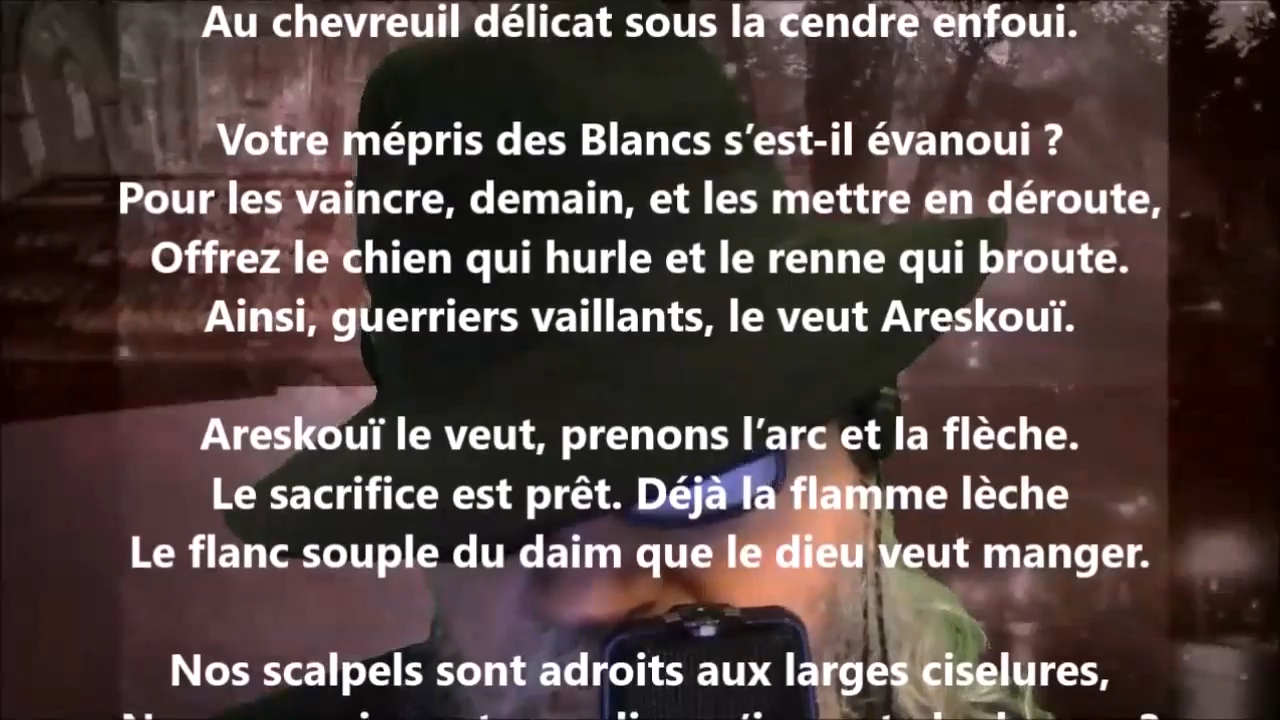 Au chevreuil délicat sous la cendre enfoui.
Votre mépris des Blancs s’est-il évanoui ?
Pour les vaincre, demain, et les mettre en déroute,
Offrez le chien qui hurle et le renne qui broute.
Ainsi, guerriers vaillants, le veut Areskouï.
Areskouï le veut, prenons l’arc et la flèche.
Le sacrifice est prêt. Déjà la flamme lèche
Le flanc souple du daim que le dieu veut manger.
Nos scalpels sont adroits aux larges ciselures,